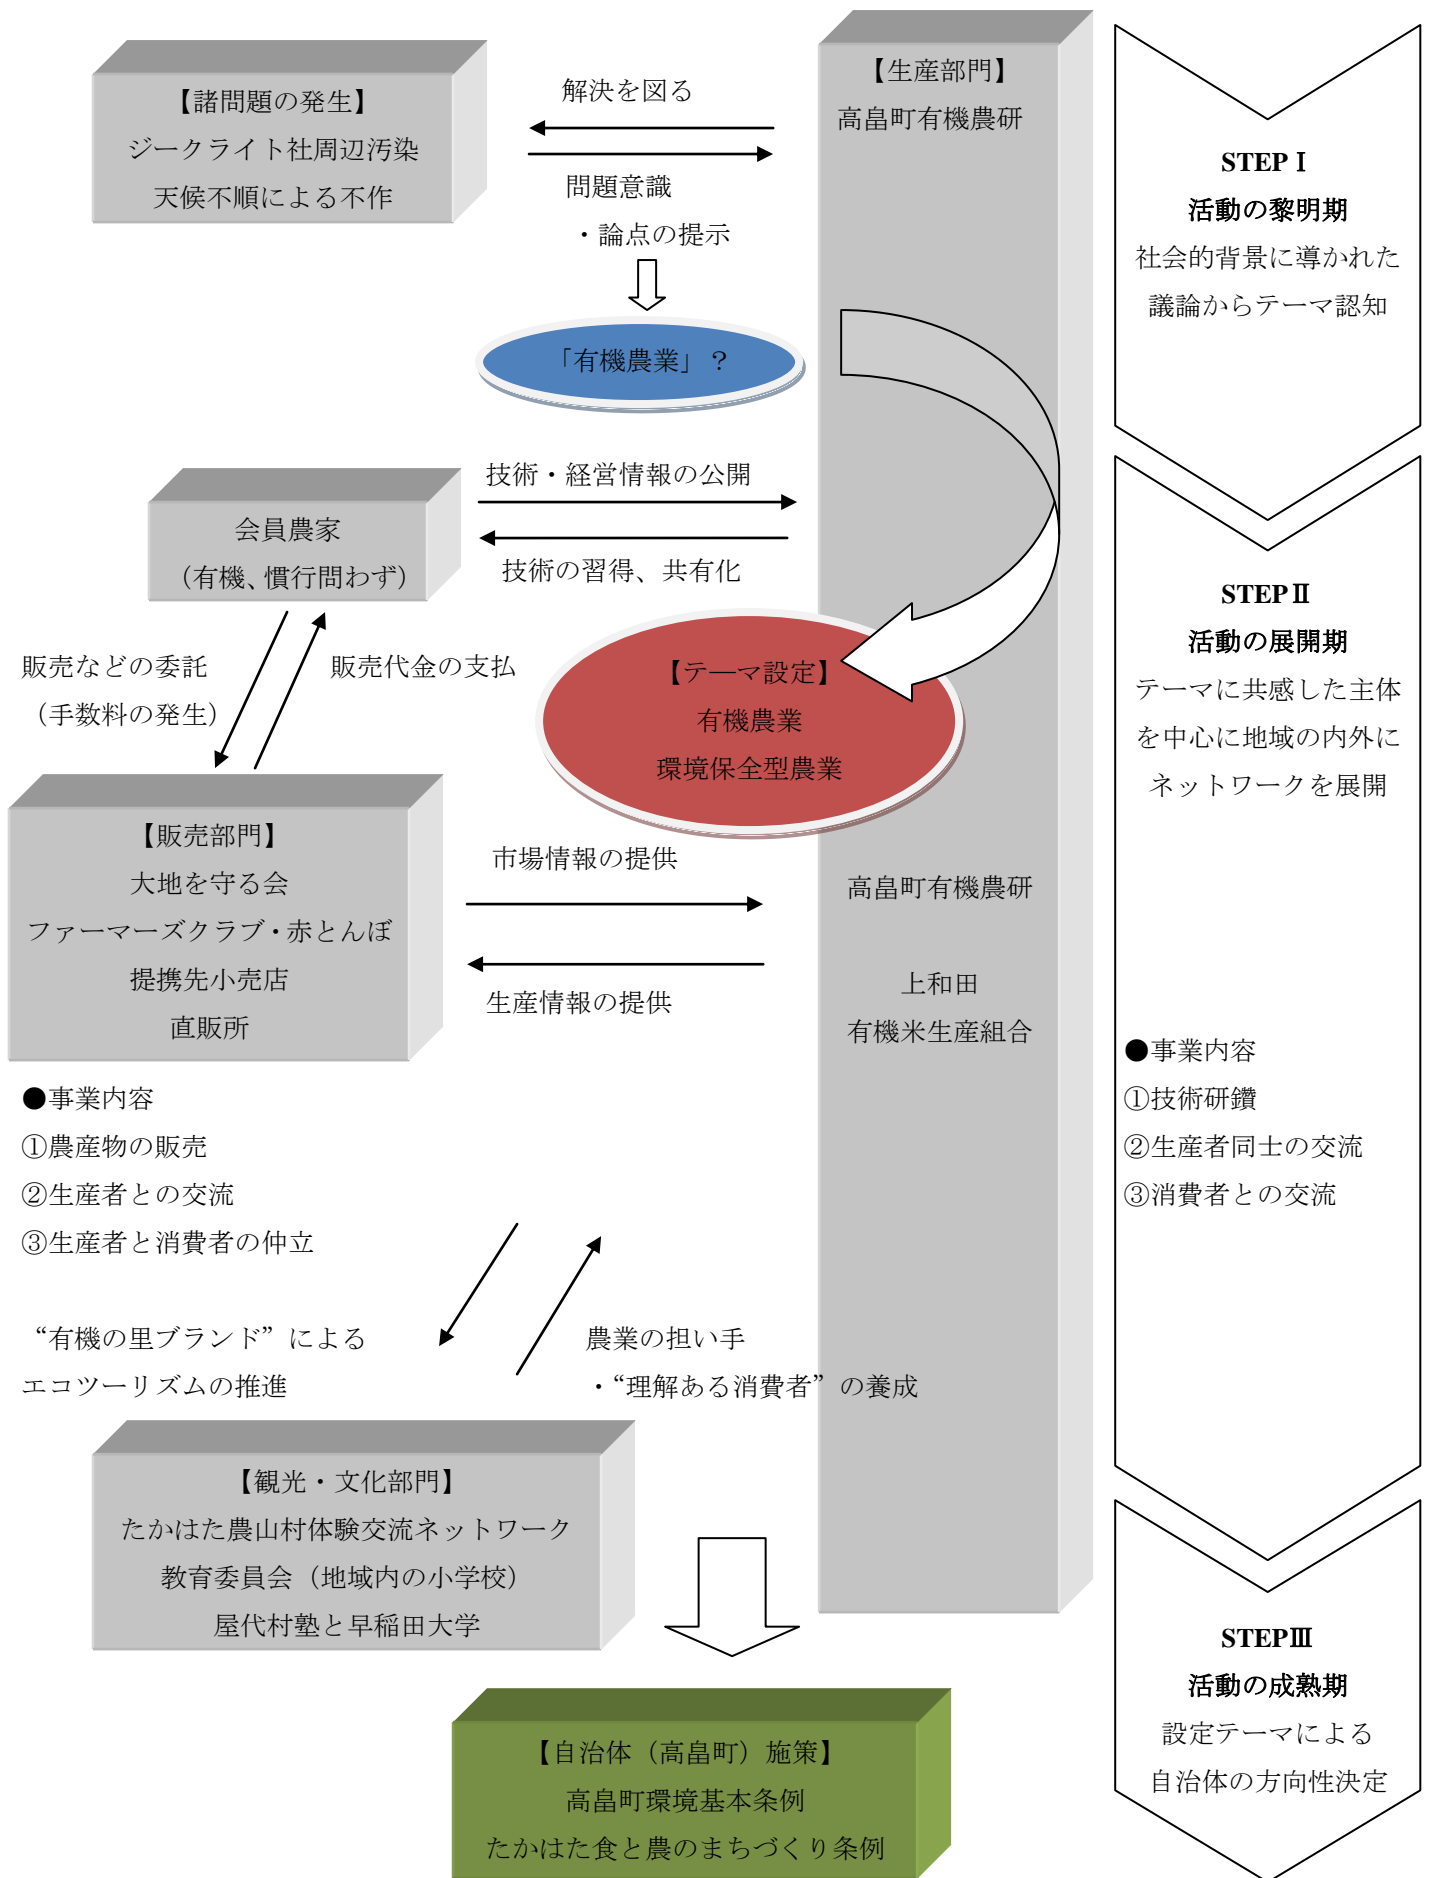 【諸問題の発生】
ジークライト社周辺汚染
天候不順による不作
解決を図る
問題意識
・論点の提示
【生産部門】
高畠町有機農研
STEPⅠ
活動の黎明期
社会的背景に導かれた
議論からテーマ認知
「有機農業」?
会員農家
(有機、慣行問わず)
技術・経営情報の公開
技術の習得、共有化
STEPⅡ
活動の展開期
テーマに共感した主体
を中心に地域の内外に
ネットワークを展開
販売などの委託
(手数料の発生)
販売代金の支払
【テ―マ設定】
有機農業
環境保全型農業
【販売部門】
大地を守る会
ファーマーズクラブ・赤とんぼ
提携先小売店
直販所
市場情報の提供
生産情報の提供
高畠町有機農研
上和田
有機米生産組合
●事業内容
①農産物の販売
②生産者との交流
③生産者と消費者の仲立
●事業内容
①技術研鑽
②生産者同士の交流
③消費者との交流
“有機の里ブランド”による
エコツーリズムの推進
農業の担い手
・“理解ある消費者”の養成
【観光・文化部門】
たかはた農山村体験交流ネットワーク
教育委員会(地域内の小学校)
屋代村塾と早稲田大学
STEPⅢ
活動の成熟期
設定テーマによる
自治体の方向性決定
【自治体(高畠町)施策】
高畠町環境基本条例
たかはた食と農のまちづくり条例